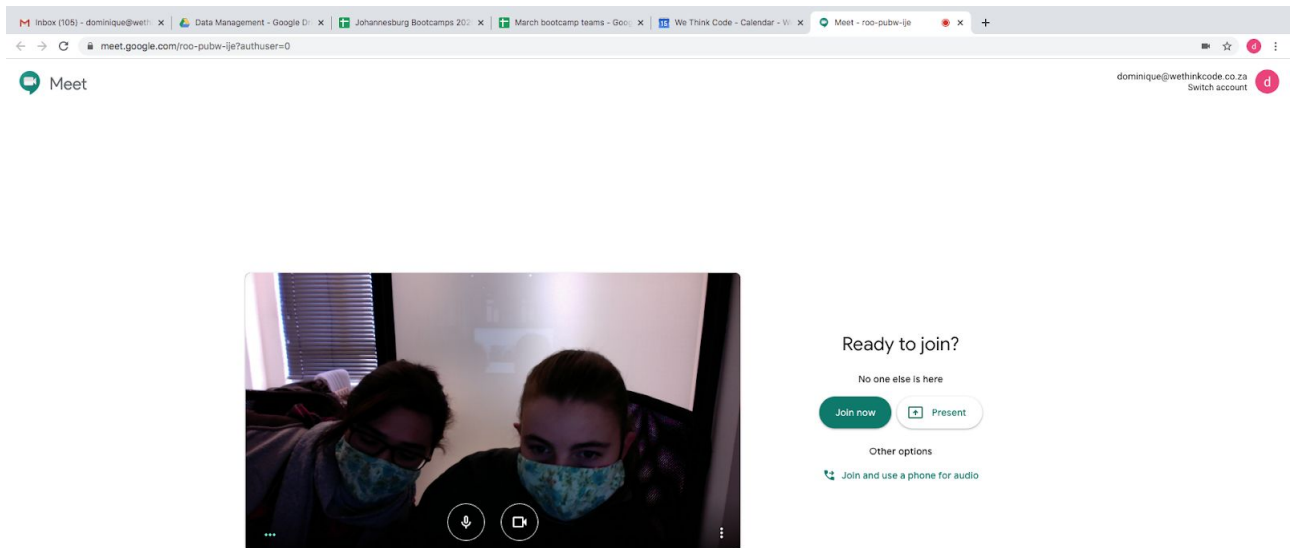 Inbox (105) - dominique@weth
Data Management - Google Dr
Johannesburg Bootcamps 202
March bootcamp teams - Goog
15
We Think Code - Calendar - W
Meet - roo-pubw-ije
meet.google.com/roo-pubw-ije?authuser=0
d
Meet
dominique@wethinkcode.co.za
Switch account
d
Ready to join?
No one else is here
Join now
Present
Other options
Join and use a phone for audio